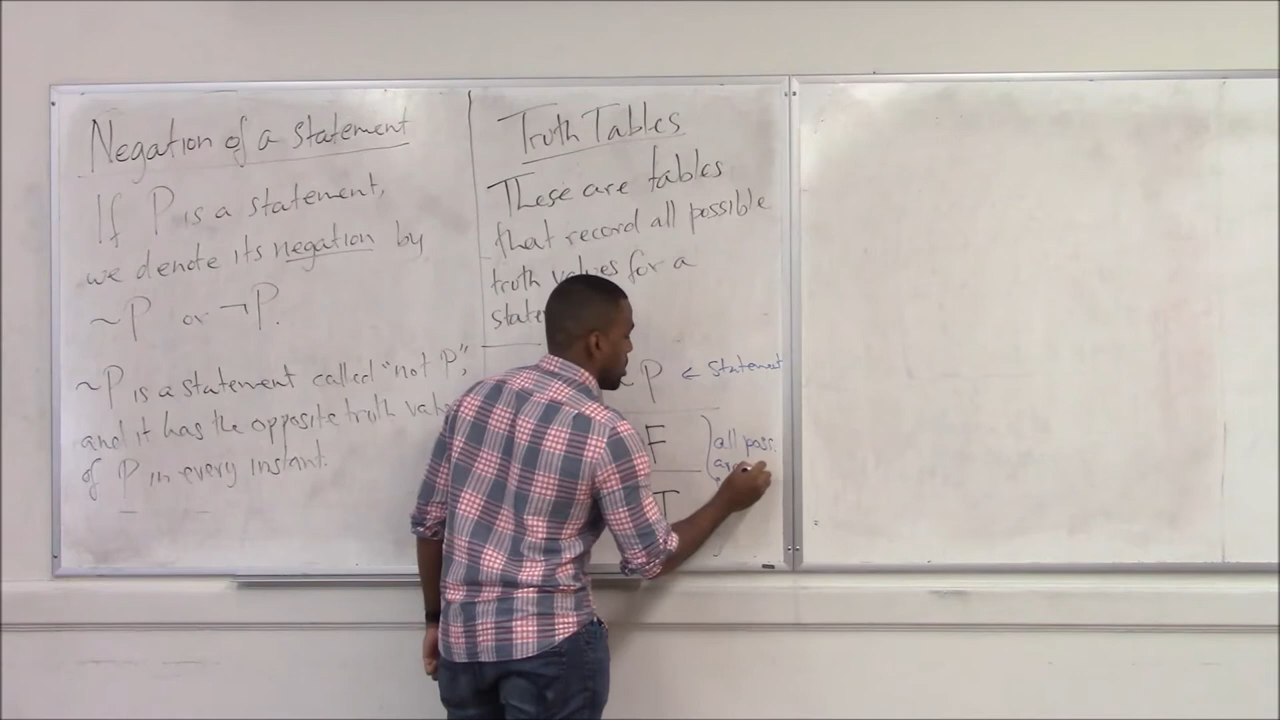 Negation of a Statement
If P is a statement,
we denote its negation by
~P or ¬P.
~P is a statement called "not P",
and it has the opposite truth value
of P in every instant.
Truth Tables
These are tables
that record all possible
truth values for a
~P ← Statement
F
all poss.
T